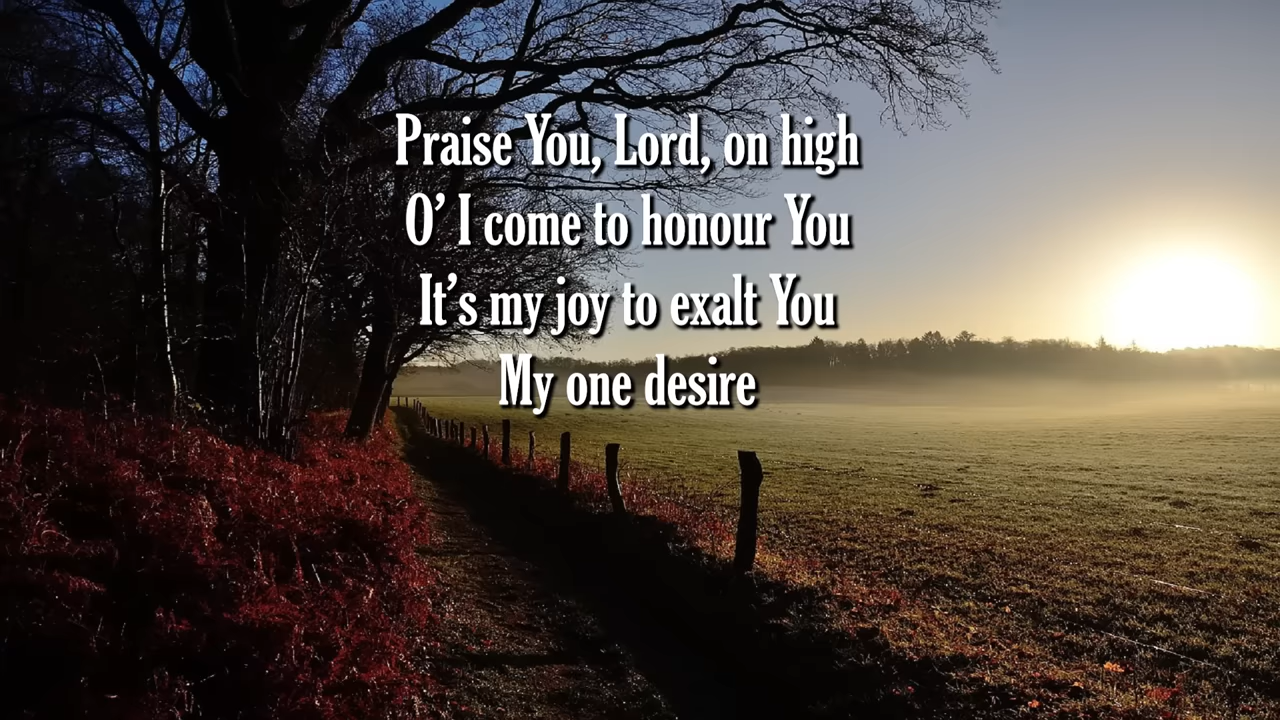 Praise You, Lord, on high
O’ I come to honour You
It’s my joy to exalt You
My one desire